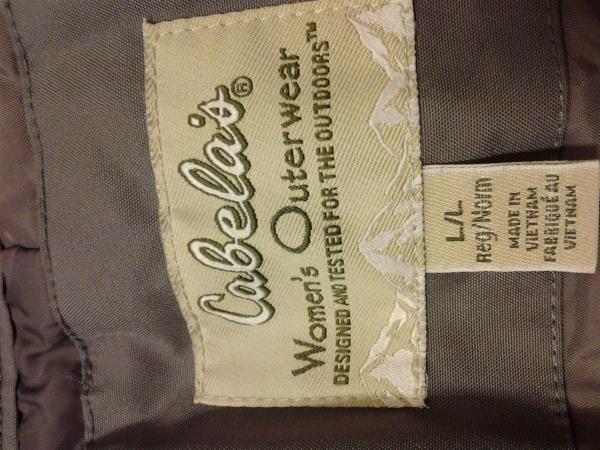 Cabela's®
Women's Outerwear
DESIGNED AND TESTED FOR THE OUTDOORS™
L/L
Reg/Norm
MADE IN
VIETNAM
FABRIQUÉ AU
VIETNAM